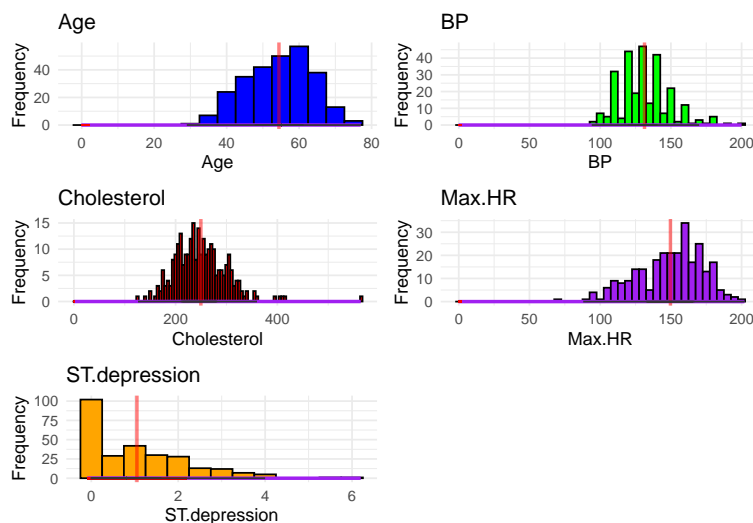 Age
Frequency
40
20
0
0
20
40
60
80
Age
BP
Frequency
40
30
20
10
0
0
50
100
150
200
BP
Cholesterol
Frequency
15
10
5
0
0
200
400
Cholesterol
Max.HR
Frequency
30
20
10
0
0
50
100
150
200
Max.HR
ST.depression
Frequency
100
75
50
25
0
0
2
4
6
ST.depression